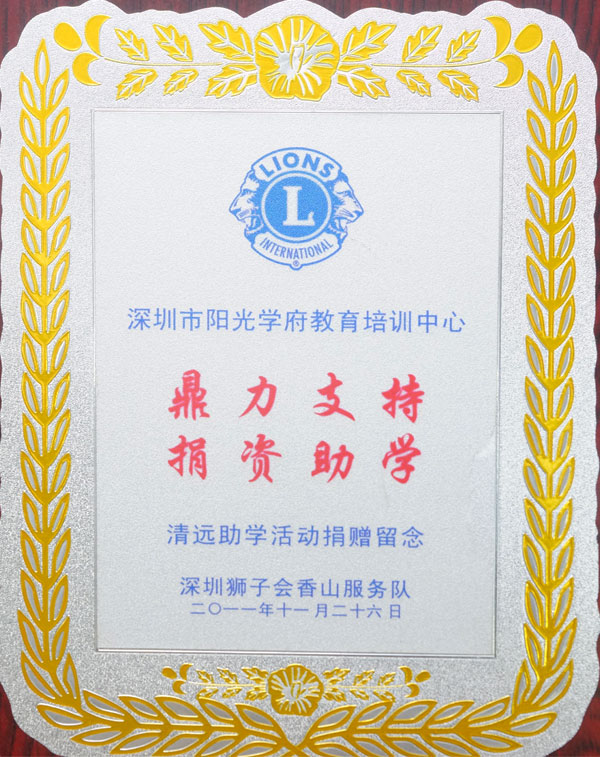 LIONS
L
INTERNATIONAL
®
深圳市阳光学府教育培训中心
鼎力支持
捐资助学
清远助学活动捐赠留念
深圳狮子会香山服务队
二〇一一年十一月二十六日